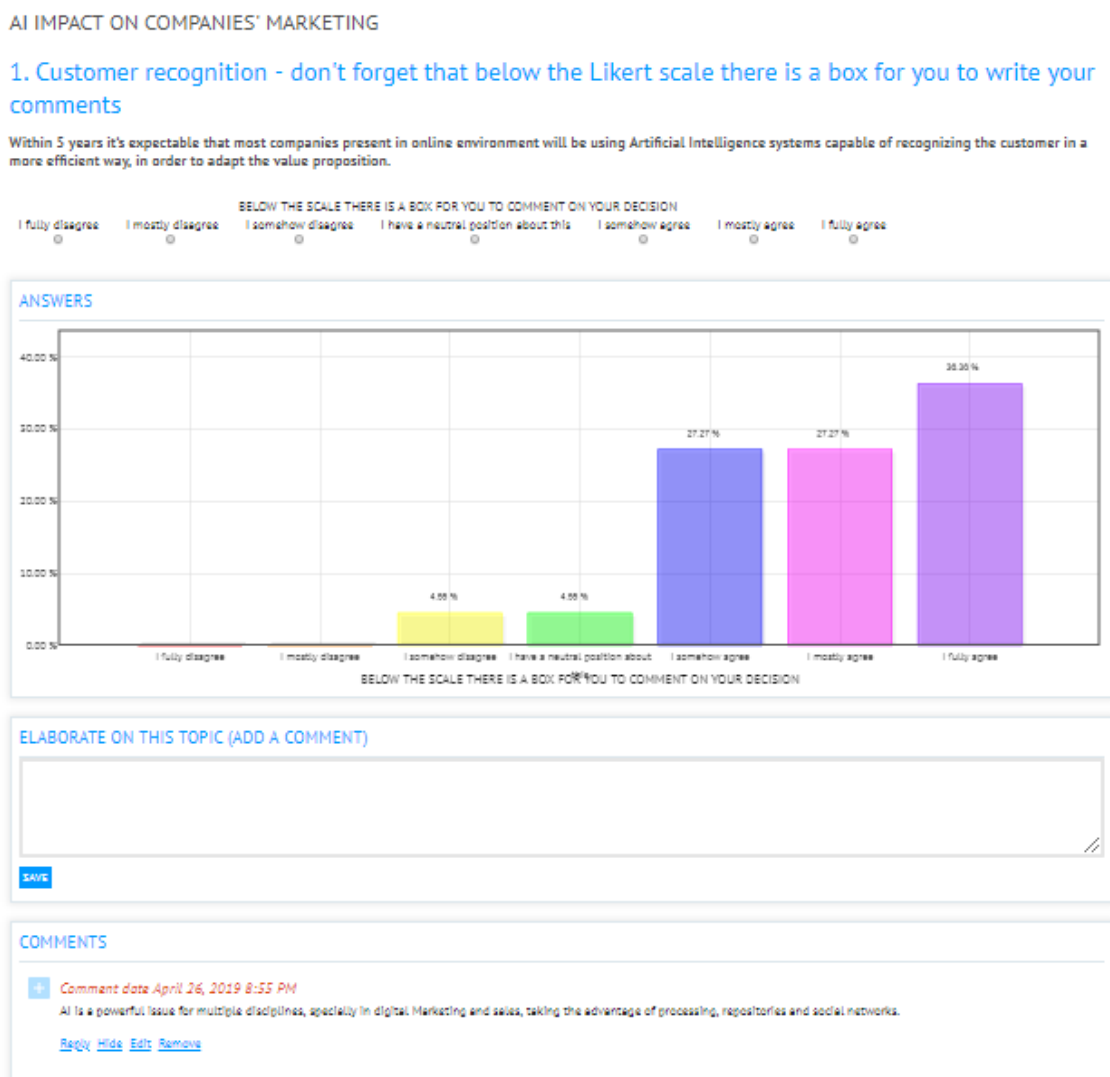 AI IMPACT ON COMPANIES' MARKETING
1. Customer recognition - don't forget that below the Likert scale there is a box for you to write your
comments
Within 5 years it's expectable that most companies present in online environment will be using Artificial Intelligence systems capable of recognizing the customer in a
more efficient way, in order to adapt the value proposition.
BELOW THE SCALE THERE IS A BOX FOR YOU TO COMMENT ON YOUR DECISION
I fully disagree I mostly disagree I somehow disagree I have a neutral position about this I somehow agree I mostly agree I fully agree
ANSWERS
40.00 %
30.00 %
20.00 %
10.00 %
0.00 %
4.55 %
4.55 %
27.27 %
27.27 %
36.36 %
I fully disagree I mostly disagree I somehow disagree I have a neutral position about I somehow agree I mostly agree I fully agree
this
BELOW THE SCALE THERE IS A BOX FOR YOU TO COMMENT ON YOUR DECISION
ELABORATE ON THIS TOPIC (ADD A COMMENT)
SAVE
COMMENTS
+ Comment date April 26, 2019 8:55 PM
AI is a powerful issue for multiple disciplines, specially in digital Marketing and sales, taking the advantage of processing, repositories and social networks.
Reply Hide Edit Remove